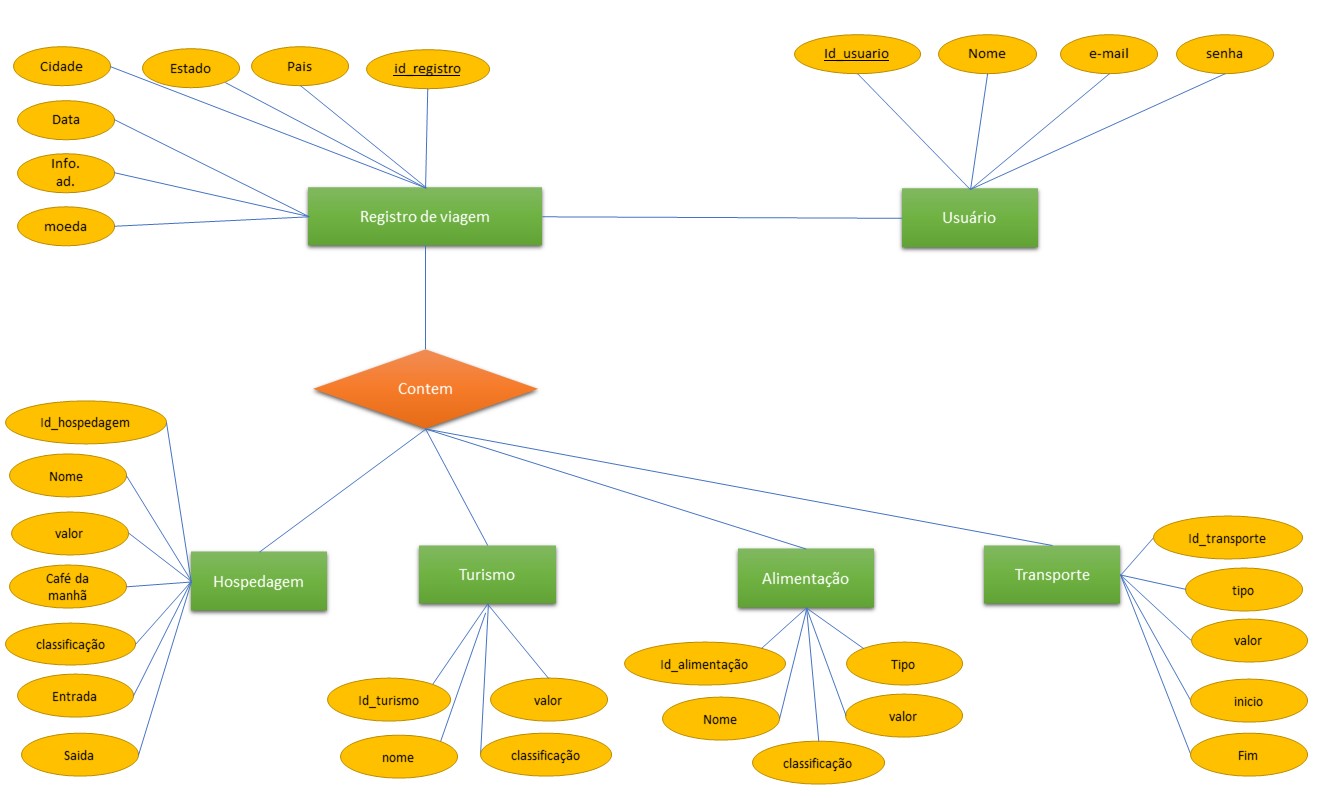 Cidade
Estado
Pais
id_registro
Id_usuario
Nome
e-mail
senha
Data
Info.
ad.
moeda
Registro de viagem
Usuário
Contem
Id_hospedagem
Nome
valor
Café da
manhã
classificação
Entrada
Saida
Hospedagem
Turismo
Alimentação
Transporte
Id_turismo
valor
nome
classificação
Id_alimentação
Tipo
Nome
valor
classificação
Id_transporte
tipo
valor
inicio
Fim